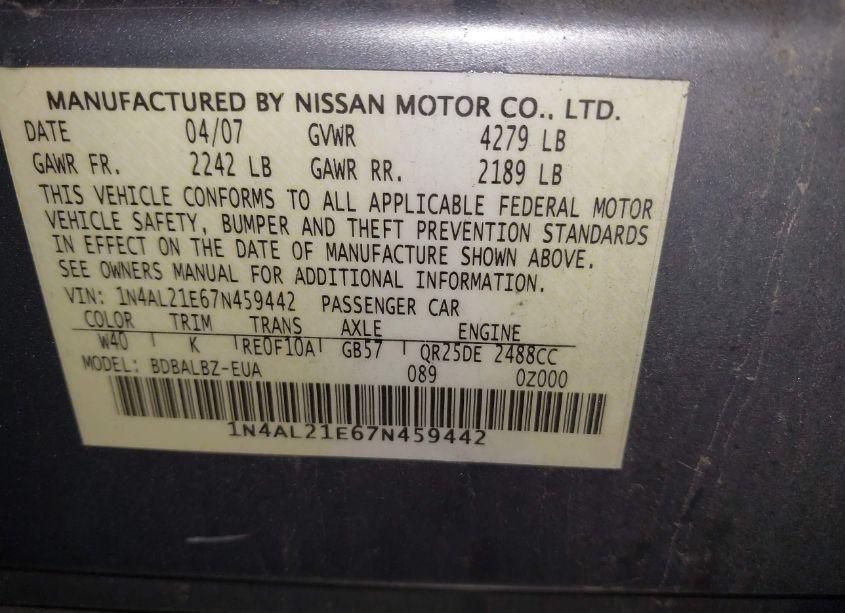 MANUFACTURED BY NISSAN MOTOR CO., LTD.
DATE 04/07 GVWR 4279 LB
GAWR FR. 2242 LB GAWR RR. 2189 LB
THIS VEHICLE CONFORMS TO ALL APPLICABLE FEDERAL MOTOR
VEHICLE SAFETY, BUMPER AND THEFT PREVENTION STANDARDS
IN EFFECT ON THE DATE OF MANUFACTURE SHOWN ABOVE.
SEE OWNERS MANUAL FOR ADDITIONAL INFORMATION.
VIN: 1N4AL21E67N459442 PASSENGER CAR
COLOR TRIM TRANS AXLE ENGINE
W40 K RE0F10A GB57 QR25DE 2488CC
MODEL: BDBALBZ-EUA 089 0Z000
1N4AL21E67N459442